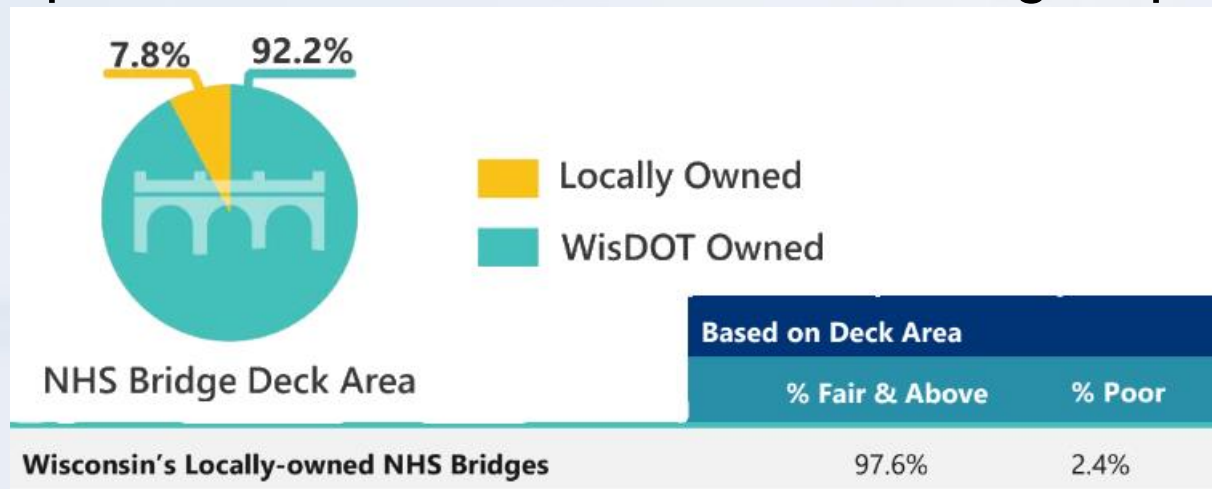 7.8% 92.2%
Locally Owned
WisDOT Owned
NHS Bridge Deck Area
Based on Deck Area
% Fair & Above % Poor
Wisconsin's Locally-owned NHS Bridges 97.6% 2.4%